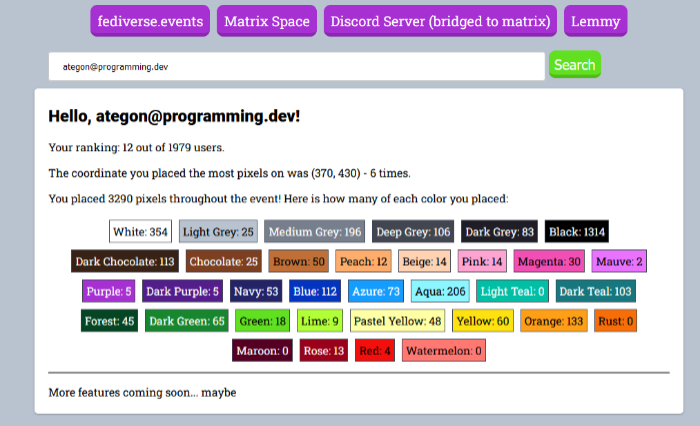 fediverse.events Matrix Space Discord Server (bridged to matrix) Lemmy
ategon@programming.dev Search
Hello, ategon@programming.dev!
Your ranking: 12 out of 1979 users.
The coordinate you placed the most pixels on was (370, 430) - 6 times.
You placed 3290 pixels throughout the event! Here is how many of each color you placed:
White: 354 Light Grey: 25 Medium Grey: 196 Deep Grey: 106 Dark Grey: 83 Black: 1314
Dark Chocolate: 113 Chocolate: 25 Brown: 50 Peach: 12 Beige: 14 Pink: 14 Magenta: 30 Mauve: 2
Purple: 5 Dark Purple: 5 Navy: 53 Blue: 112 Azure: 73 Aqua: 206 Light Teal: 0 Dark Teal: 103
Forest: 45 Dark Green: 65 Green: 18 Lime: 9 Pastel Yellow: 48 Yellow: 60 Orange: 133 Rust: 0
Maroon: 0 Rose: 13 Red: 4 Watermelon: 0
More features coming soon... maybe